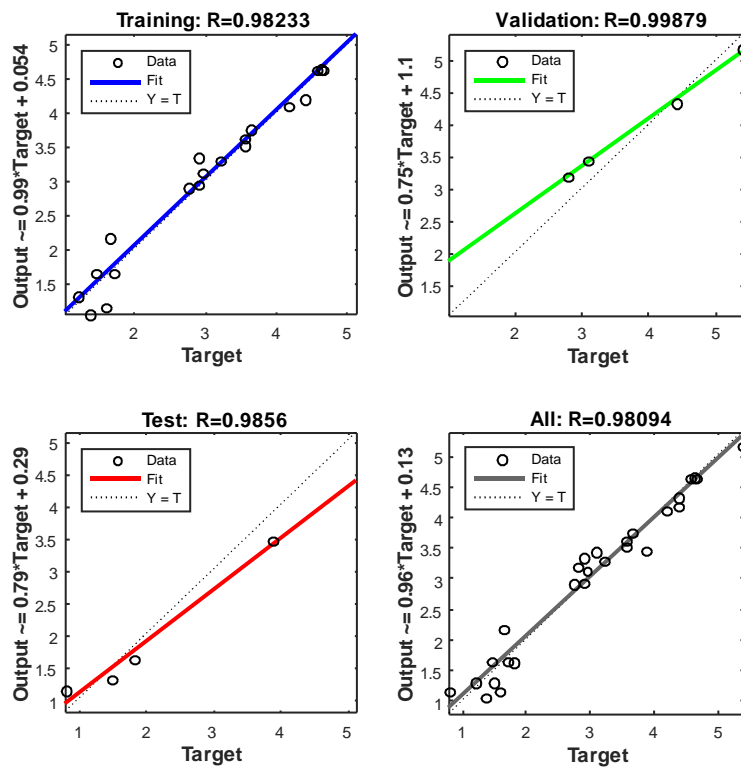 Training: R=0.98233
Output ~= 0.99*Target + 0.054
5
4.5
4
3.5
3
2.5
2
1.5
Data
Fit
Y = T
2 3 4 5
Target
Validation: R=0.99879
Output ~= 0.75*Target + 1.1
5
4.5
4
3.5
3
2.5
2
1.5
Data
Fit
Y = T
2 3 4 5
Target
Test: R=0.9856
Output ~= 0.79*Target + 0.29
5
4.5
4
3.5
3
2.5
2
1.5
1
Data
Fit
Y = T
1 2 3 4 5
Target
All: R=0.98094
Output ~= 0.96*Target + 0.13
5
4.5
4
3.5
3
2.5
2
1.5
1
Data
Fit
Y = T
1 2 3 4 5
Target